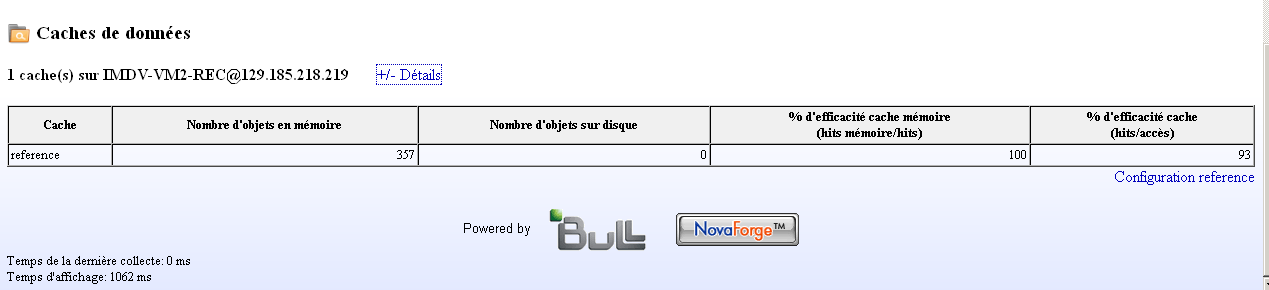 Caches de données
1 cache(s) sur IMDV-VM2-REC@129.185.218.219 +/- Détails
Cache Nombre d'objets en mémoire Nombre d'objets sur disque % d'efficacité cache mémoire (hits mémoire/hits) % d'efficacité cache (hits/accès)
reference 357 0 100 93
Configuration reference
Powered by Bull NovaForge™
Temps de la dernière collecte: 0 ms
Temps d'affichage: 1062 ms